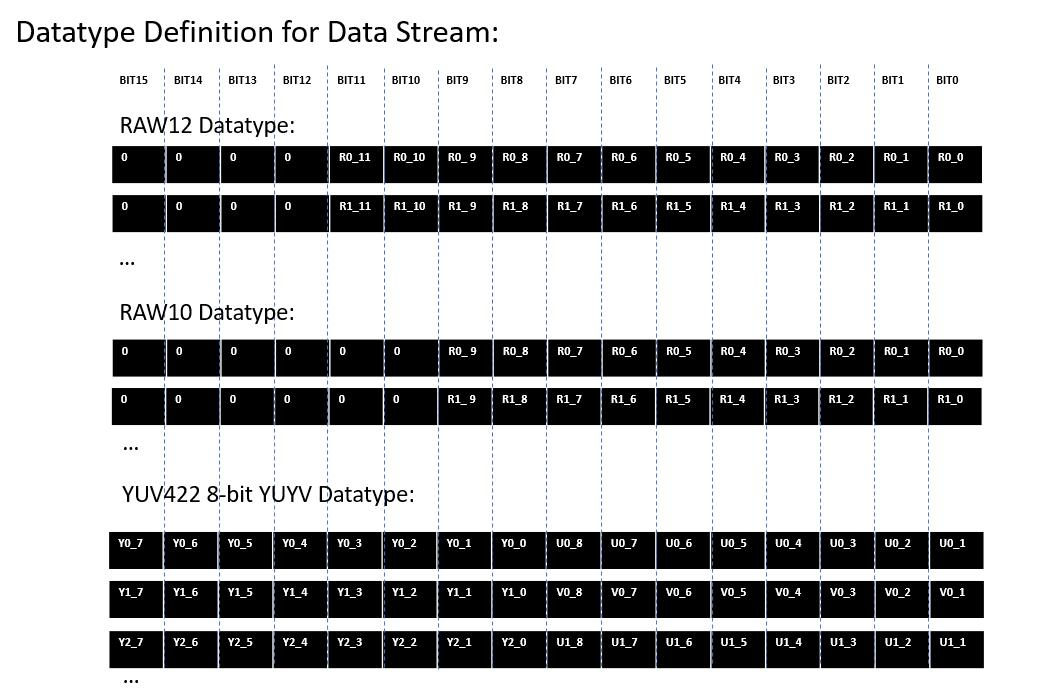 Datatype Definition for Data Stream:
BIT15 BIT14 BIT13 BIT12 BIT11 BIT10 BIT9 BIT8 BIT7 BIT6 BIT5 BIT4 BIT3 BIT2 BIT1 BIT0
RAW12 Datatype:
0 0 0 0 R0_11 R0_10 R0_9 R0_8 R0_7 R0_6 R0_5 R0_4 R0_3 R0_2 R0_1 R0_0
0 0 0 0 R1_11 R1_10 R1_9 R1_8 R1_7 R1_6 R1_5 R1_4 R1_3 R1_2 R1_1 R1_0
...
RAW10 Datatype:
0 0 0 0 0 0 R0_9 R0_8 R0_7 R0_6 R0_5 R0_4 R0_3 R0_2 R0_1 R0_0
0 0 0 0 0 0 R1_9 R1_8 R1_7 R1_6 R1_5 R1_4 R1_3 R1_2 R1_1 R1_0
...
YUV422 8-bit YUYV Datatype:
Y0_7 Y0_6 Y0_5 Y0_4 Y0_3 Y0_2 Y0_1 Y0_0 U0_8 U0_7 U0_6 U0_5 U0_4 U0_3 U0_2 U0_1
Y1_7 Y1_6 Y1_5 Y1_4 Y1_3 Y1_2 Y1_1 Y1_0 V0_8 V0_7 V0_6 V0_5 V0_4 V0_3 V0_2 V0_1
Y2_7 Y2_6 Y2_5 Y2_4 Y2_3 Y2_2 Y2_1 Y2_0 U1_8 U1_7 U1_6 U1_5 U1_4 U1_3 U1_2 U1_1
...